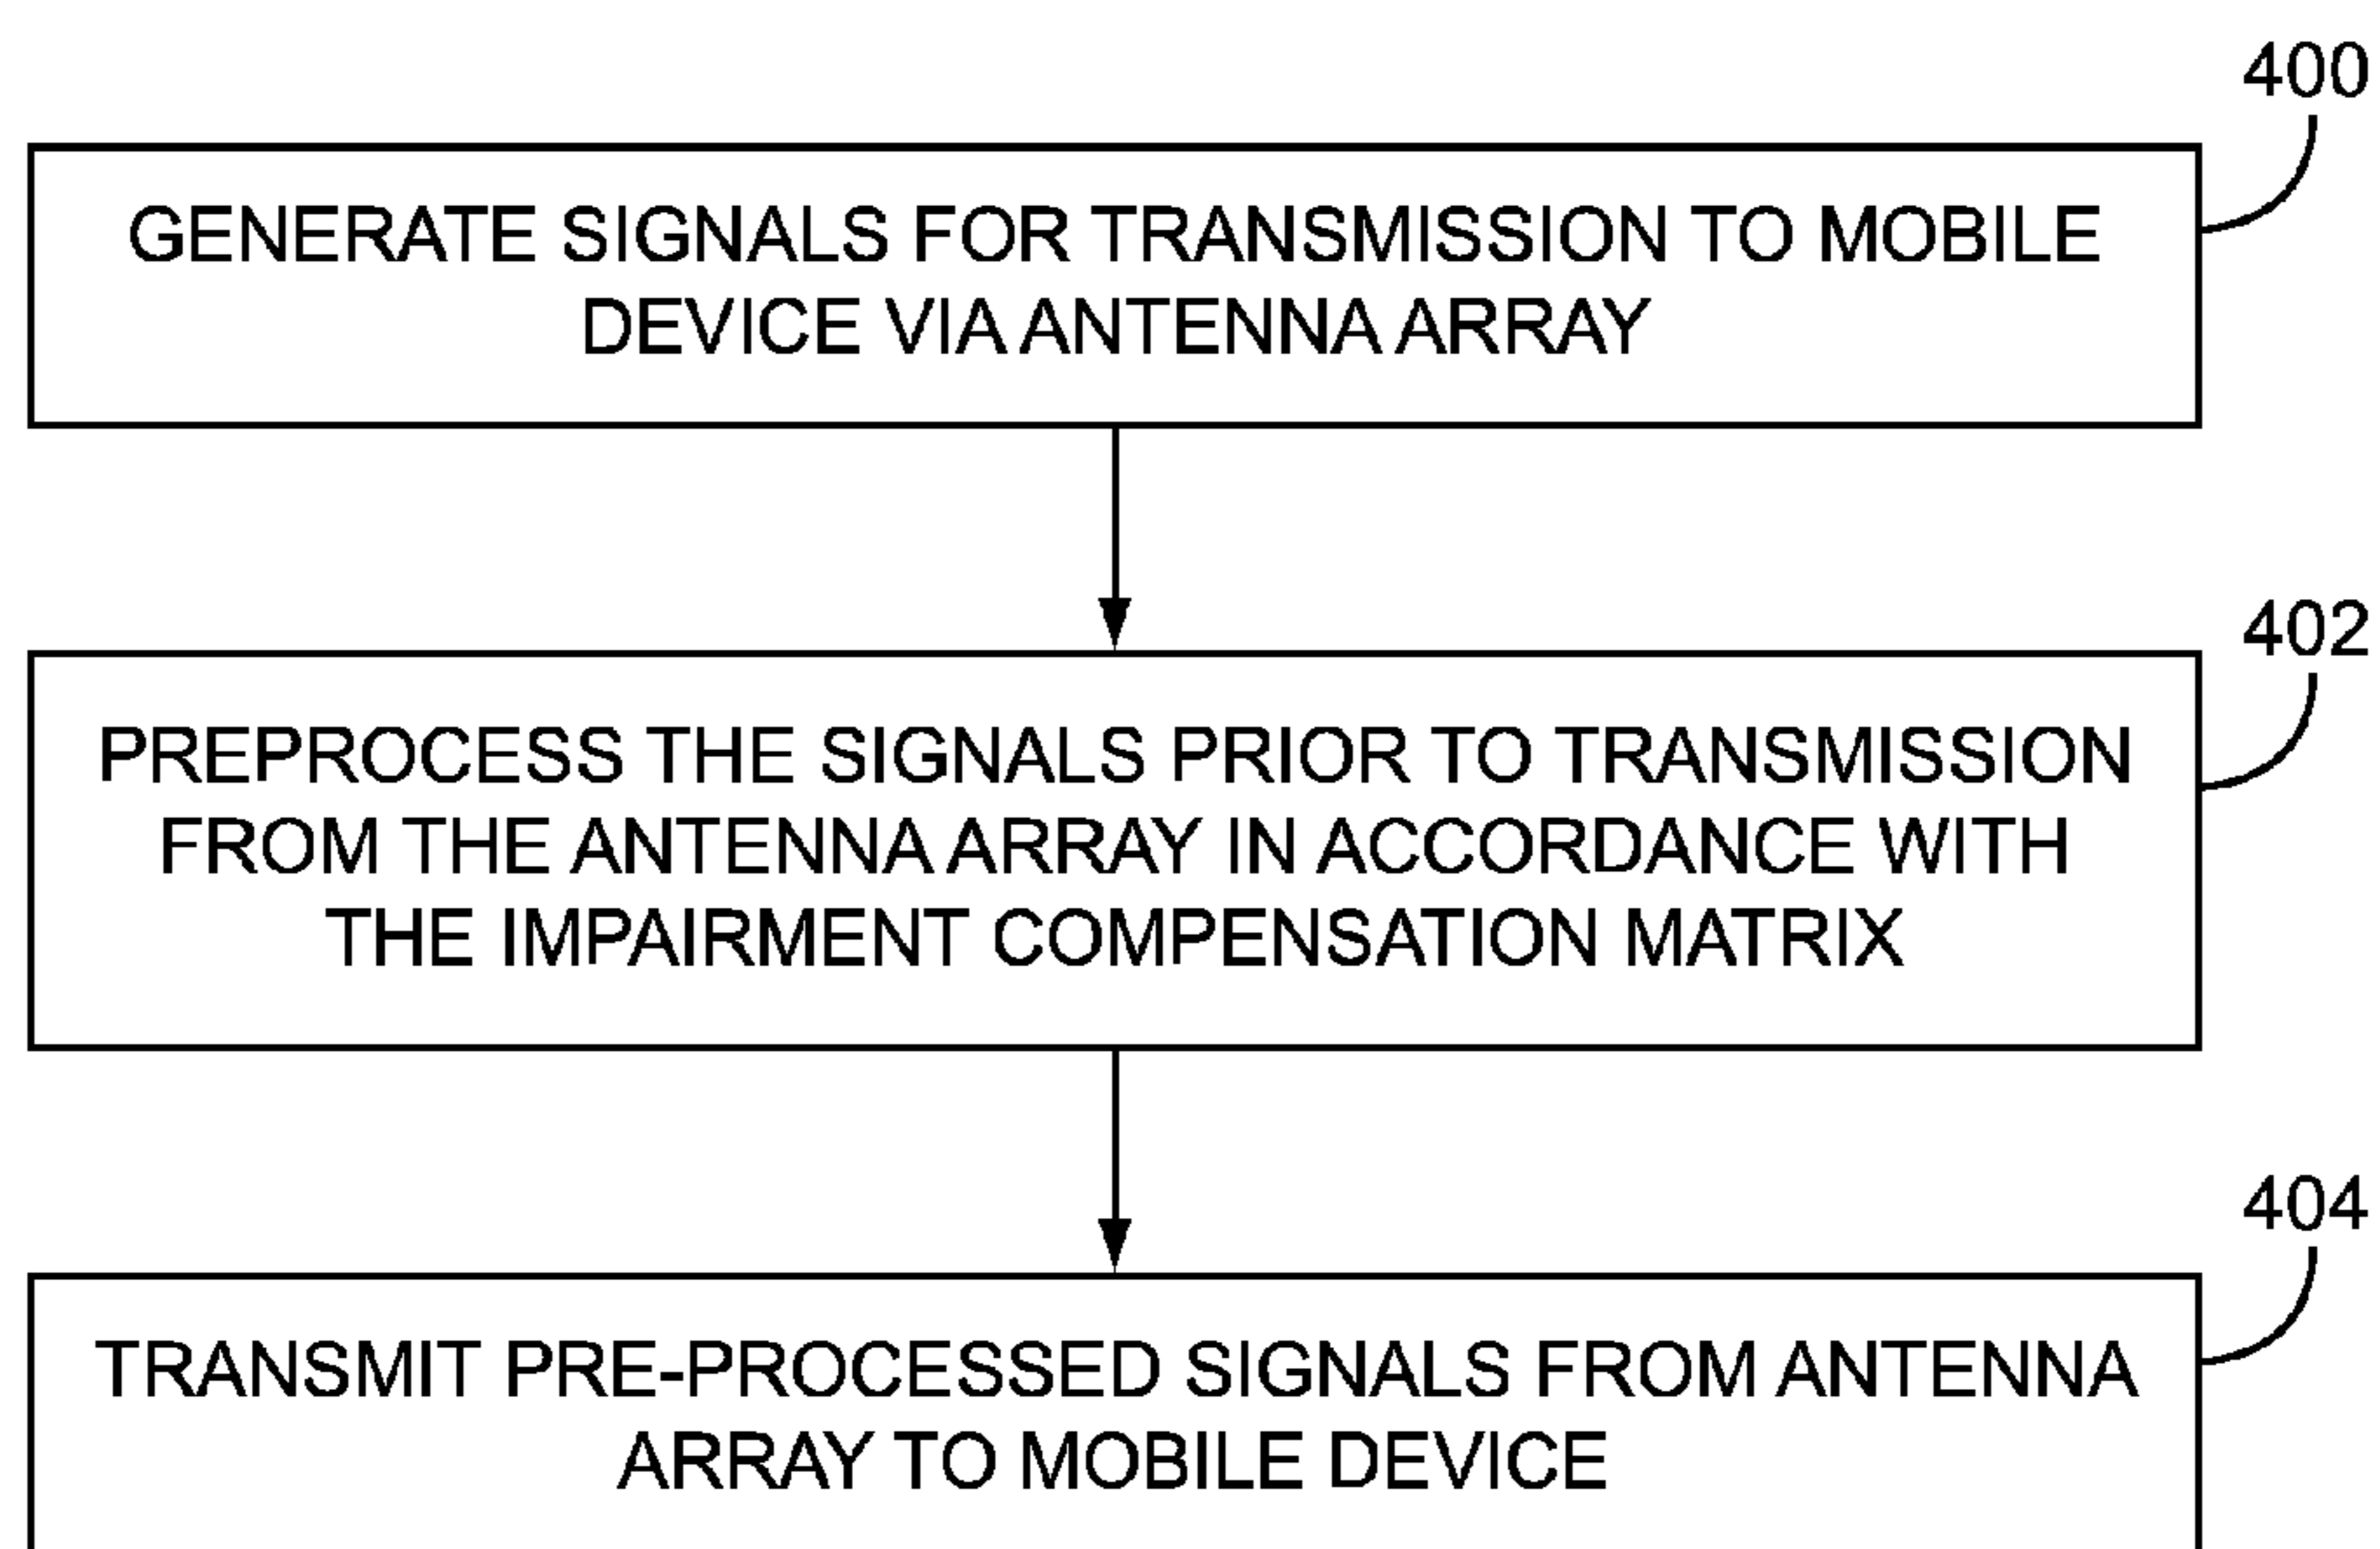 400
GENERATE SIGNALS FOR TRANSMISSION TO MOBILE
DEVICE VIA ANTENNA ARRAY
402
PREPROCESS THE SIGNALS PRIOR TO TRANSMISSION
FROM THE ANTENNA ARRAY IN ACCORDANCE WITH
THE IMPAIRMENT COMPENSATION MATRIX
404
TRANSMIT PRE-PROCESSED SIGNALS FROM ANTENNA
ARRAY TO MOBILE DEVICE